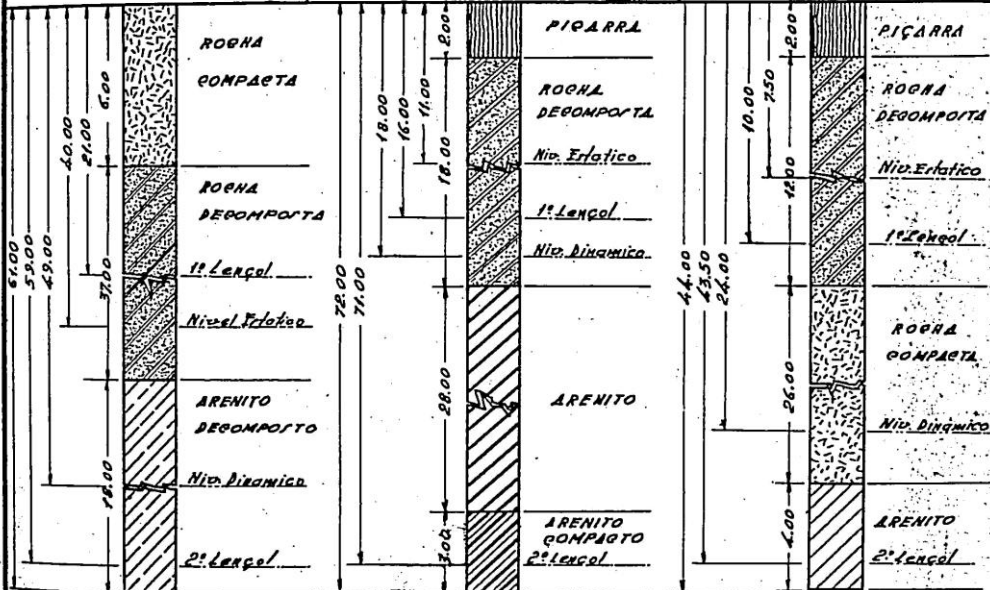 61.00
59.00
49.00
40.00
21.00
6.00
37.00
18.00
ROCHA
COMPACTA
ROCHA
DECOMPOSTA
1º Lençol
Nivel Estatico
ARENITO
DECOMPOSTO
Niv. Dinamico
2º Lençol
72.00
71.00
18.00
16.00
11.00
2.00
18.00
28.00
3.00
PIÇARRA
ROCHA
DECOMPOSTA
Niv. Estatico
1º Lençol
Niv. Dinamico
ARENITO
ARENITO
COMPACTO
2º Lençol
44.00
43.50
24.00
10.00
7.50
2.00
12.00
26.00
4.00
PIÇARRA
ROCHA
DECOMPOSTA
Niv. Estatico
1º Lençol
ROCHA
COMPACTA
Niv. Dinámico
ARENITO
2º Lençol